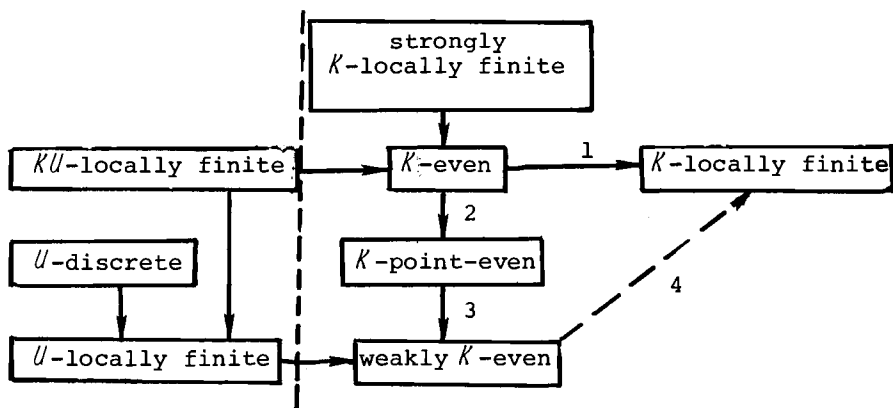 strongly
K-locally finite
KU-locally finite
K-even
1
K-locally finite
2
U-discrete
K-point-even
3
4
U-locally finite
weakly K-even